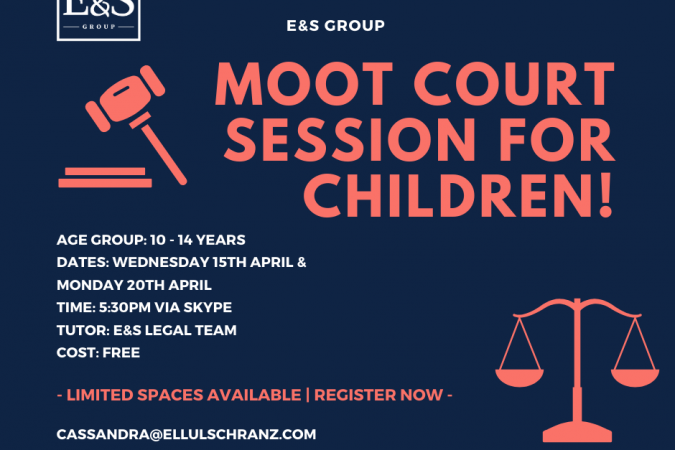 E&S
GROUP
E&S GROUP
MOOT COURT
SESSION FOR
CHILDREN!
AGE GROUP: 10 - 14 YEARS
DATES: WEDNESDAY 15TH APRIL &
MONDAY 20TH APRIL
TIME: 5:30PM VIA SKYPE
TUTOR: E&S LEGAL TEAM
COST: FREE
- LIMITED SPACES AVAILABLE | REGISTER NOW -
CASSANDRA@ELLULSCHRANZ.COM